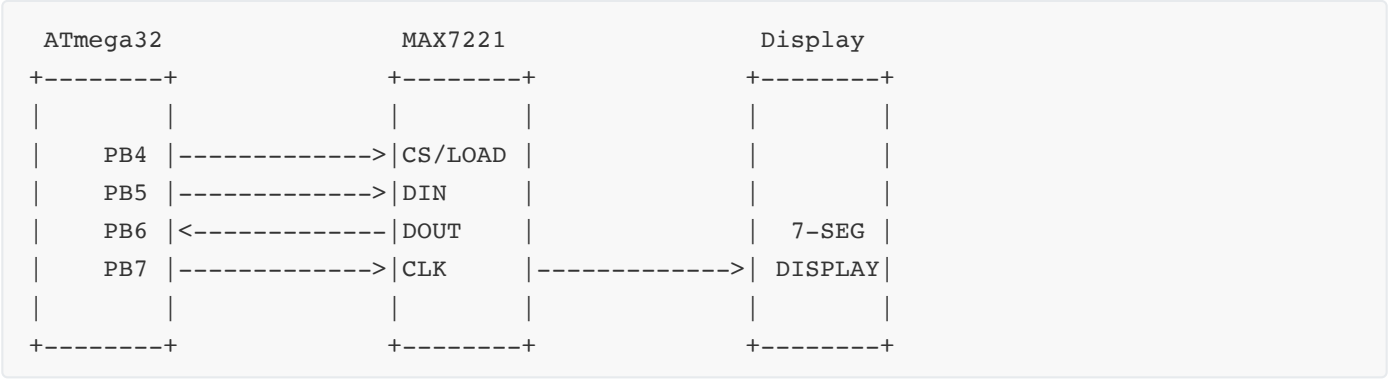 ATmega32                MAX7221                 Display
+--------+              +--------+              +--------+
|        |              |        |              |        |
|    PB4 |------------->|CS/LOAD |              |        |
|    PB5 |------------->|DIN     |              |        |
|    PB6 |<-------------|DOUT    |              |  7-SEG |
|    PB7 |------------->|CLK     |------------->| DISPLAY|
|        |              |        |              |        |
+--------+              +--------+              +--------+